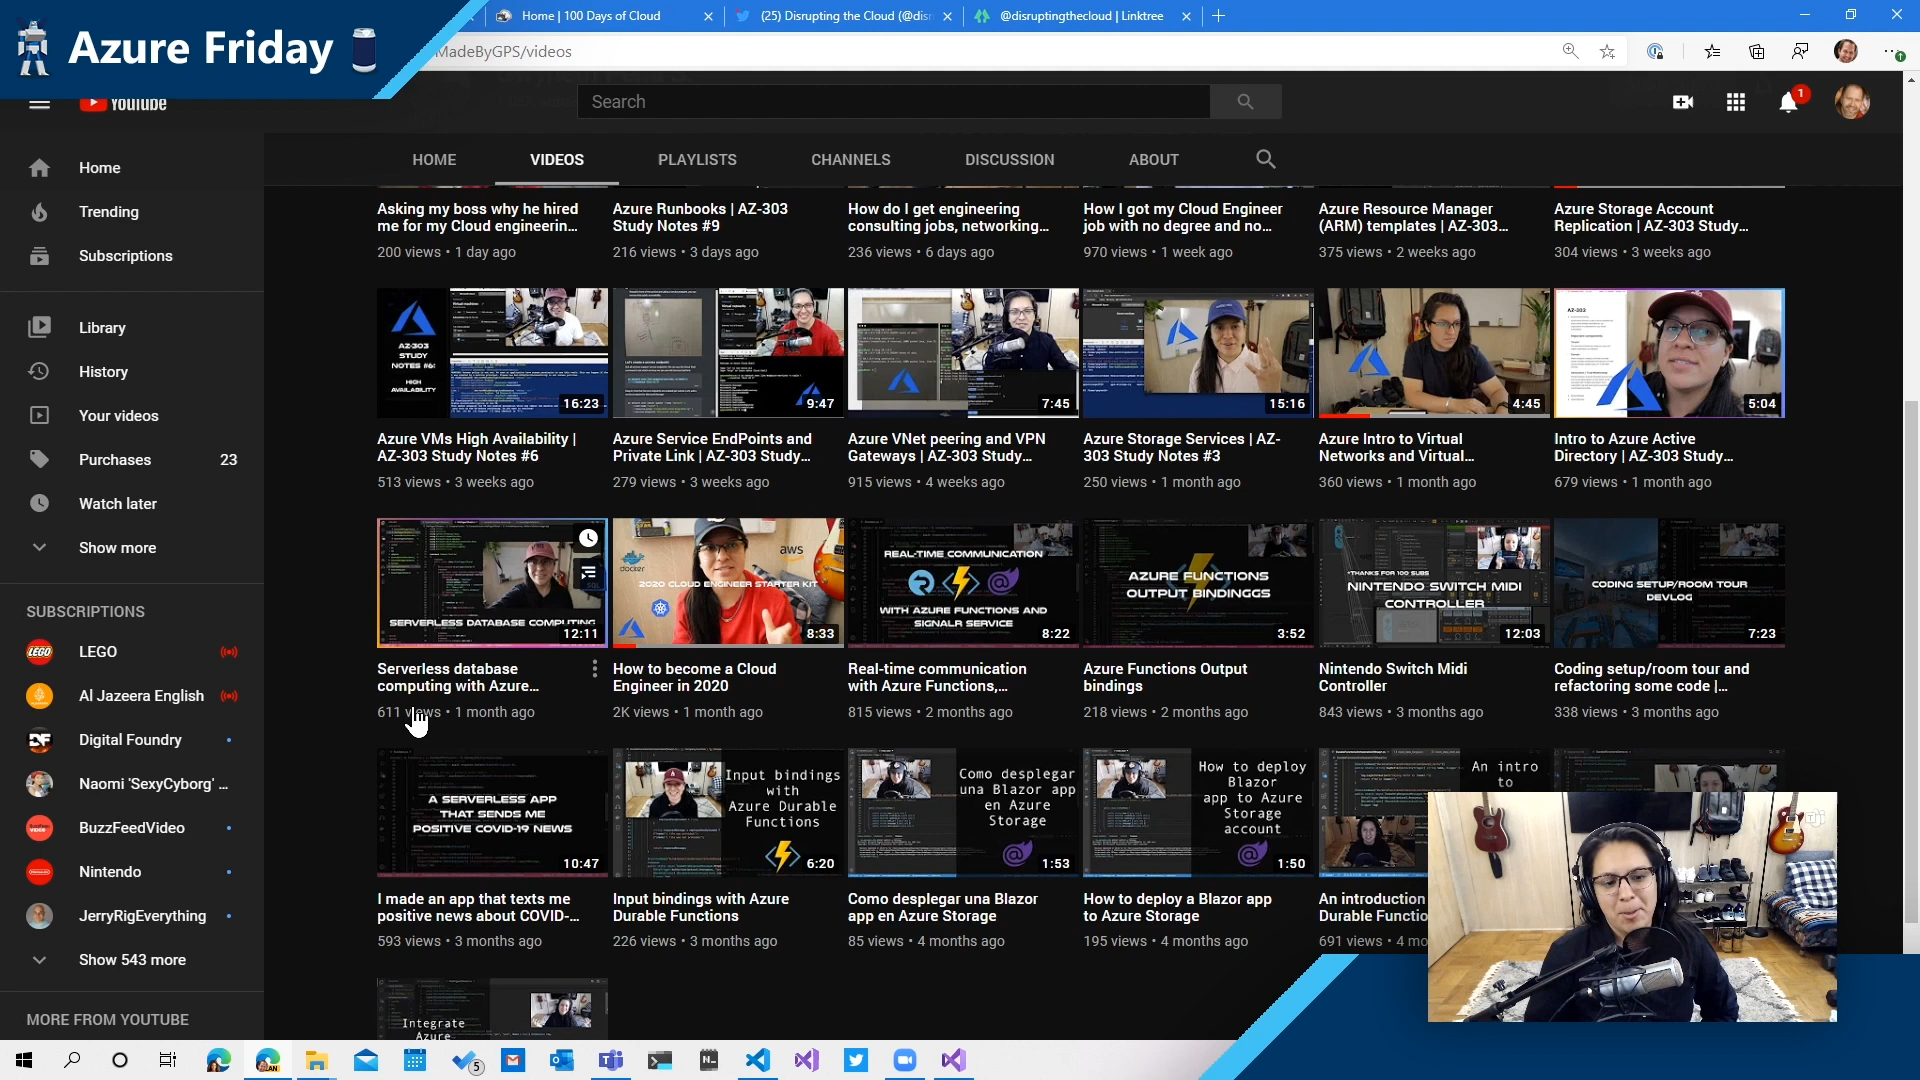 Azure Friday
Home | 100 Days of Cloud
(25) Disrupting the Cloud (@dis
@disruptingthecloud | Linktree
MadeByGPS/videos
YouTube
Search
1
HOME
VIDEOS
PLAYLISTS
CHANNELS
DISCUSSION
ABOUT
Home
Trending
Subscriptions
Library
History
Your videos
Purchases 23
Watch later
Show more
SUBSCRIPTIONS
LEGO
Al Jazeera English
Digital Foundry
Naomi 'SexyCyborg' ...
BuzzFeedVideo
Nintendo
JerryRigEverything
Show 543 more
MORE FROM YOUTUBE
Asking my boss why he hired
me for my Cloud engineerin...
200 views • 1 day ago
Azure Runbooks | AZ-303
Study Notes #9
216 views • 3 days ago
How do I get engineering
consulting jobs, networking...
236 views • 6 days ago
How I got my Cloud Engineer
job with no degree and no...
970 views • 1 week ago
Azure Resource Manager
(ARM) templates | AZ-303...
375 views • 2 weeks ago
Azure Storage Account
Replication | AZ-303 Study...
304 views • 3 weeks ago
AZ-303
STUDY
NOTES #6:
HIGH
AVAILABILITY
16:23
Azure VMs High Availability |
AZ-303 Study Notes #6
513 views • 3 weeks ago
9:47
Azure Service EndPoints and
Private Link | AZ-303 Study...
279 views • 3 weeks ago
7:45
Azure VNet peering and VPN
Gateways | AZ-303 Study...
915 views • 4 weeks ago
15:16
Azure Storage Services | AZ-
303 Study Notes #3
250 views • 1 month ago
4:45
Azure Intro to Virtual
Networks and Virtual...
360 views • 1 month ago
AZ-303
5:04
Intro to Azure Active
Directory | AZ-303 Study...
679 views • 1 month ago
SERVERLESS DATABASE COMPUTING
12:11
Serverless database
computing with Azure...
611 views • 1 month ago
docker
aws
2020 CLOUD ENGINEER STARTER KIT
8:33
How to become a Cloud
Engineer in 2020
2K views • 1 month ago
REAL-TIME COMMUNICATION
WITH AZURE FUNCTIONS AND
SIGNALR SERVICE
8:22
Real-time communication
with Azure Functions,...
815 views • 2 months ago
AZURE FUNCTIONS
OUTPUT BINDINGGS
3:52
Azure Functions Output
bindings
218 views • 2 months ago
*THANKS FOR 100 SUBS
NINTENDO SWITCH MIDI
CONTROLLER
12:03
Nintendo Switch Midi
Controller
843 views • 3 months ago
CODING SETUP/ROOM TOUR
DEVLOG
7:23
Coding setup/room tour and
refactoring some code |...
338 views • 3 months ago
A SERVERLESS APP
THAT SENDS ME
POSITIVE COVID-19 NEWS
10:47
I made an app that texts me
positive news about COVID-...
593 views • 3 months ago
Input bindings
with
Azure Durable
Functions
6:20
Input bindings with Azure
Durable Functions
226 views • 3 months ago
Como desplegar
una Blazor app
en Azure
Storage
1:53
Como desplegar una Blazor
app en Azure Storage
85 views • 4 months ago
How to deploy
Blazor
app to Azure
Storage
account
1:50
How to deploy a Blazor app
to Azure Storage
195 views • 4 months ago
An intro
to
An introduction
Durable Functio
691 views • 4 mo
Integrate
Azure
5